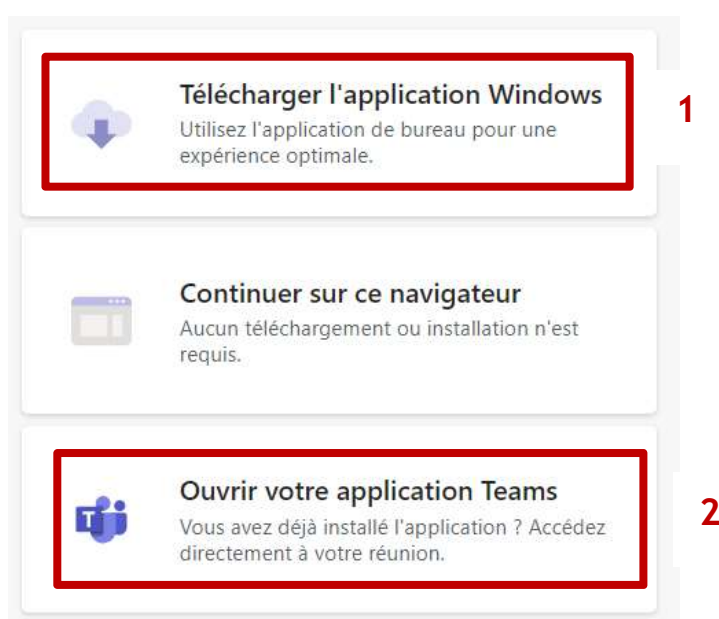 Télécharger l'application Windows
Utilisez l'application de bureau pour une
expérience optimale.
1
Continuer sur ce navigateur
Aucun téléchargement ou installation n'est
requis.
Ouvrir votre application Teams
Vous avez déjà installé l'application ? Accédez
directement à votre réunion.
2